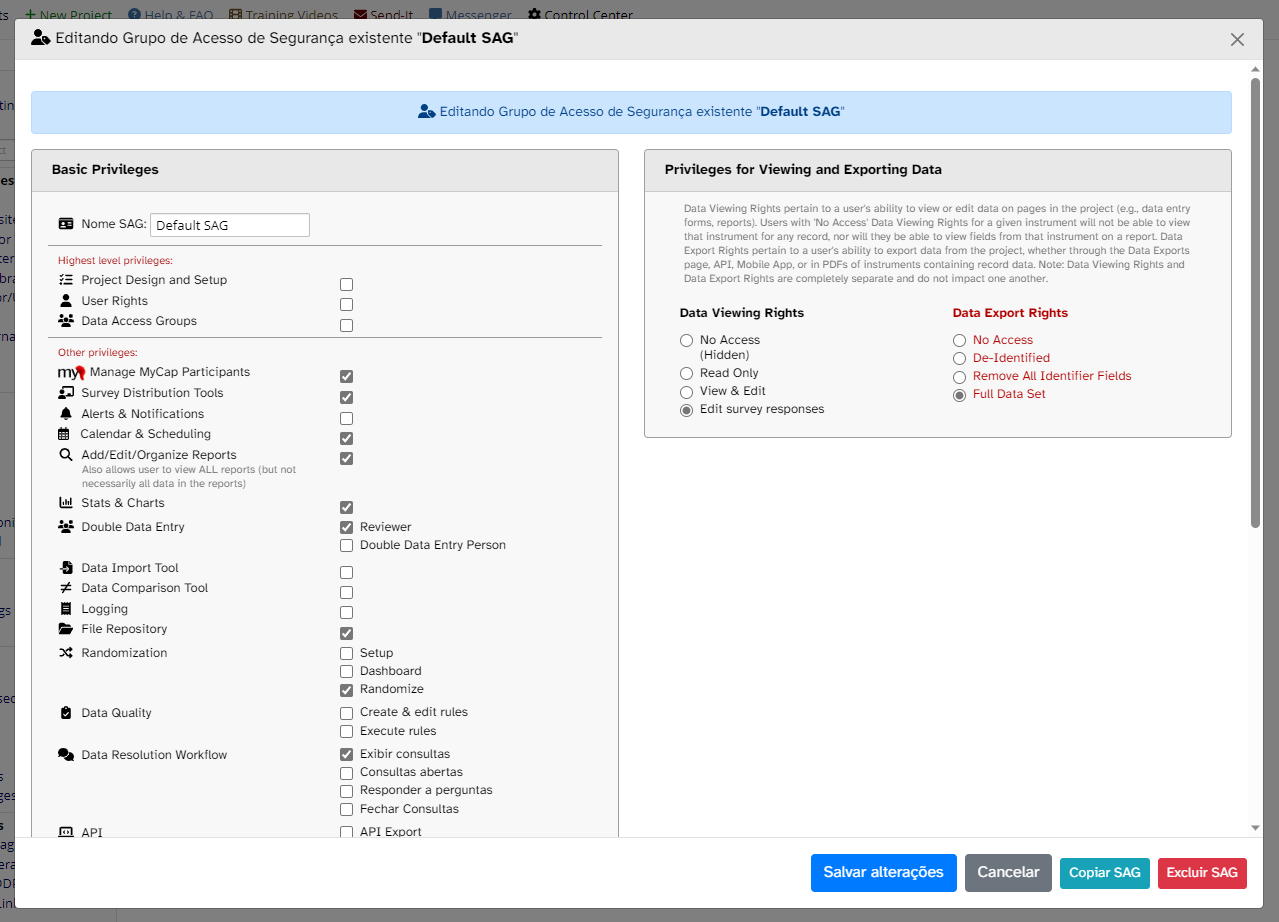 New Project Help & FAQ Training Videos Send-It Messenger Control Center
Editando Grupo de Acesso de Segurança existente "Default SAG"
Editando Grupo de Acesso de Segurança existente "Default SAG"
Basic Privileges
Nome SAG: Default SAG
Highest level privileges:
Project Design and Setup
User Rights
Data Access Groups
Other privileges:
my Manage MyCap Participants
Survey Distribution Tools
Alerts & Notifications
Calendar & Scheduling
Add/Edit/Organize Reports
Also allows user to view ALL reports (but not
necessarily all data in the reports)
Stats & Charts
Double Data Entry
Reviewer
Double Data Entry Person
Data Import Tool
Data Comparison Tool
Logging
File Repository
Randomization
Setup
Dashboard
Randomize
Data Quality
Create & edit rules
Execute rules
Data Resolution Workflow
Exibir consultas
Consultas abertas
Responder a perguntas
Fechar Consultas
API
API Export
Privileges for Viewing and Exporting Data
Data Viewing Rights pertain to a user's ability to view or edit data on pages in the project (e.g., data entry
forms, reports). Users with 'No Access' Data Viewing Rights for a given instrument will not be able to view
that instrument for any record, nor will they be able to view fields from that instrument on a report. Data
Export Rights pertain to a user's ability to export data from the project, whether through the Data Exports
page, API, Mobile App, or in PDFs of instruments containing record data. Note: Data Viewing Rights and
Data Export Rights are completely separate and do not impact one another.
Data Viewing Rights
No Access
(Hidden)
Read Only
View & Edit
Edit survey responses
Data Export Rights
No Access
De-Identified
Remove All Identifier Fields
Full Data Set
Salvar alterações
Cancelar
Copiar SAG
Excluir SAG